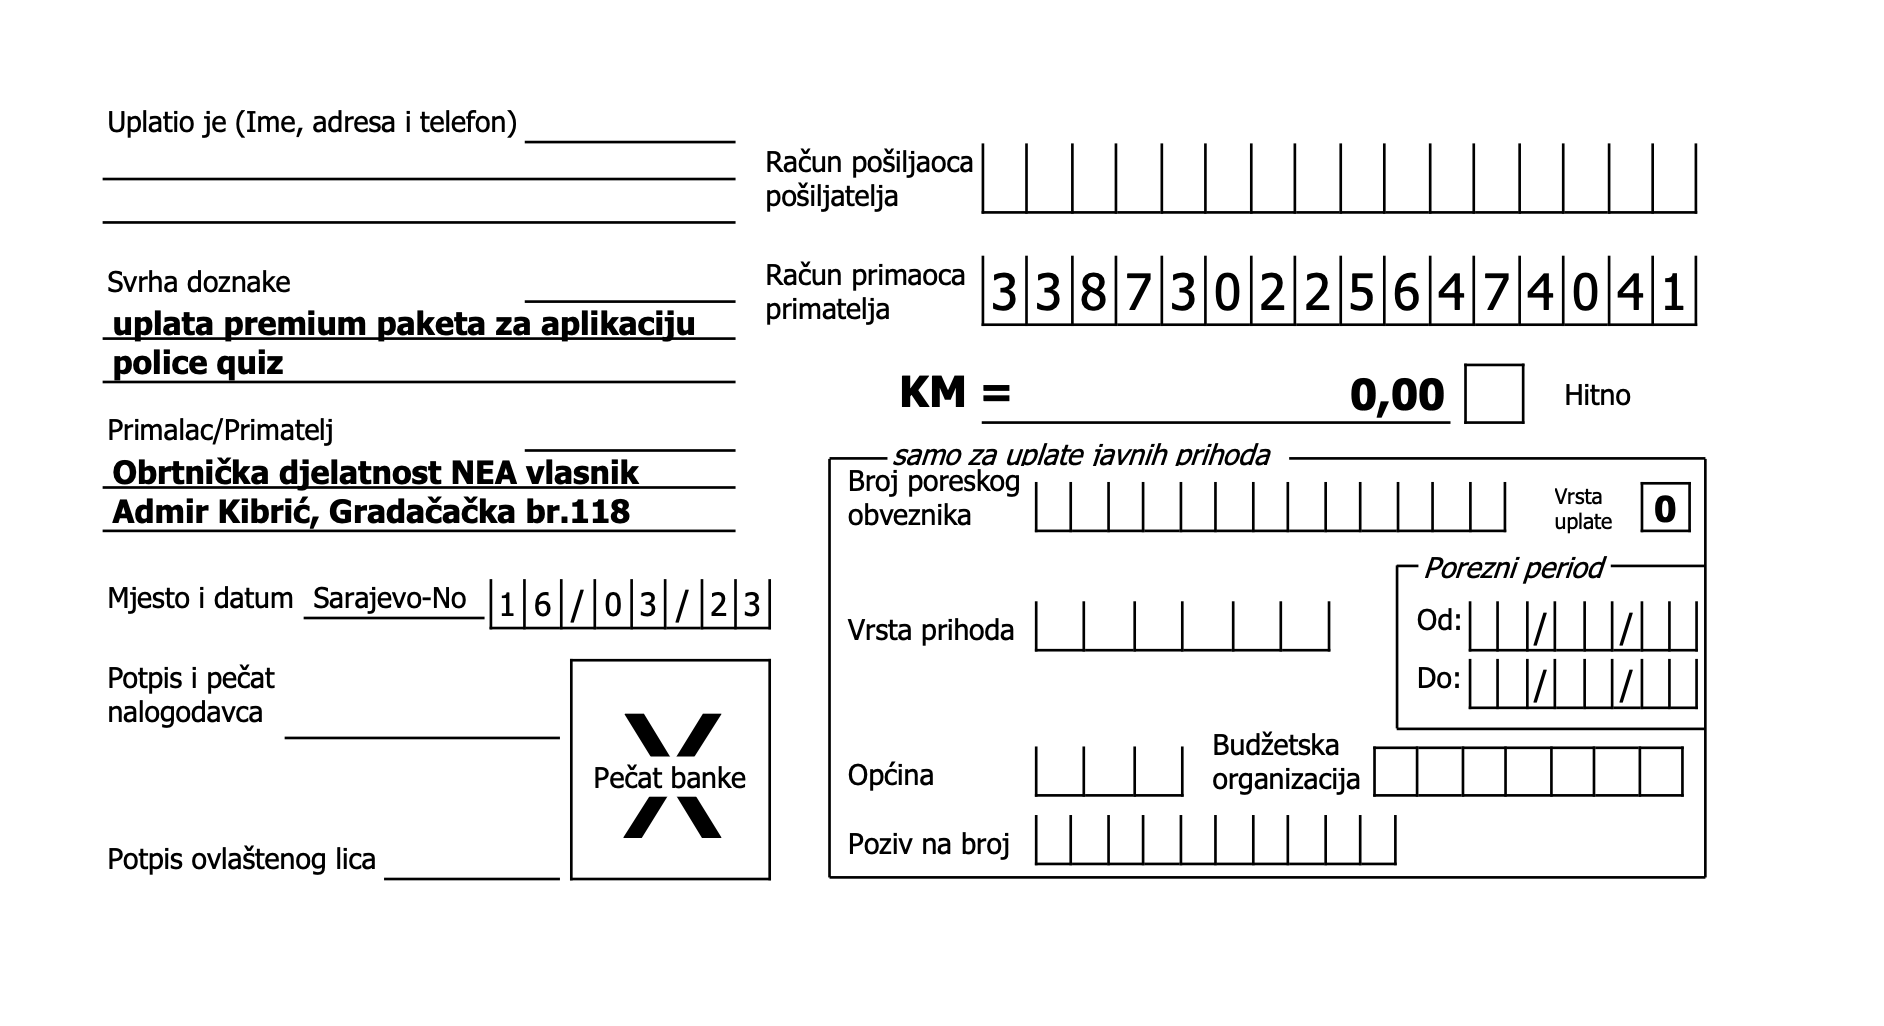 Uplatio je (Ime, adresa i telefon)
Svrha doznake
uplata premium paketa za aplikaciju
police quiz
Primalac/Primatelj
Obrtnička djelatnost NEA vlasnik
Admir Kibrić, Gradačačka br.118
Mjesto i datum Sarajevo-No 16/03/23
Potpis i pečat
nalogodavca
X
Pečat banke
Potpis ovlaštenog lica
Račun pošiljaoca
pošiljatelja
Račun primaoca
primatelja
3387302256474041
KM = 0,00 Hitno
samo za uplate javnih prihoda
Broj poreskog
obveznika
Vrsta
uplate
0
Porezni period
Vrsta prihoda
Od: / /
Do: / /
Općina
Budžetska
organizacija
Poziv na broj